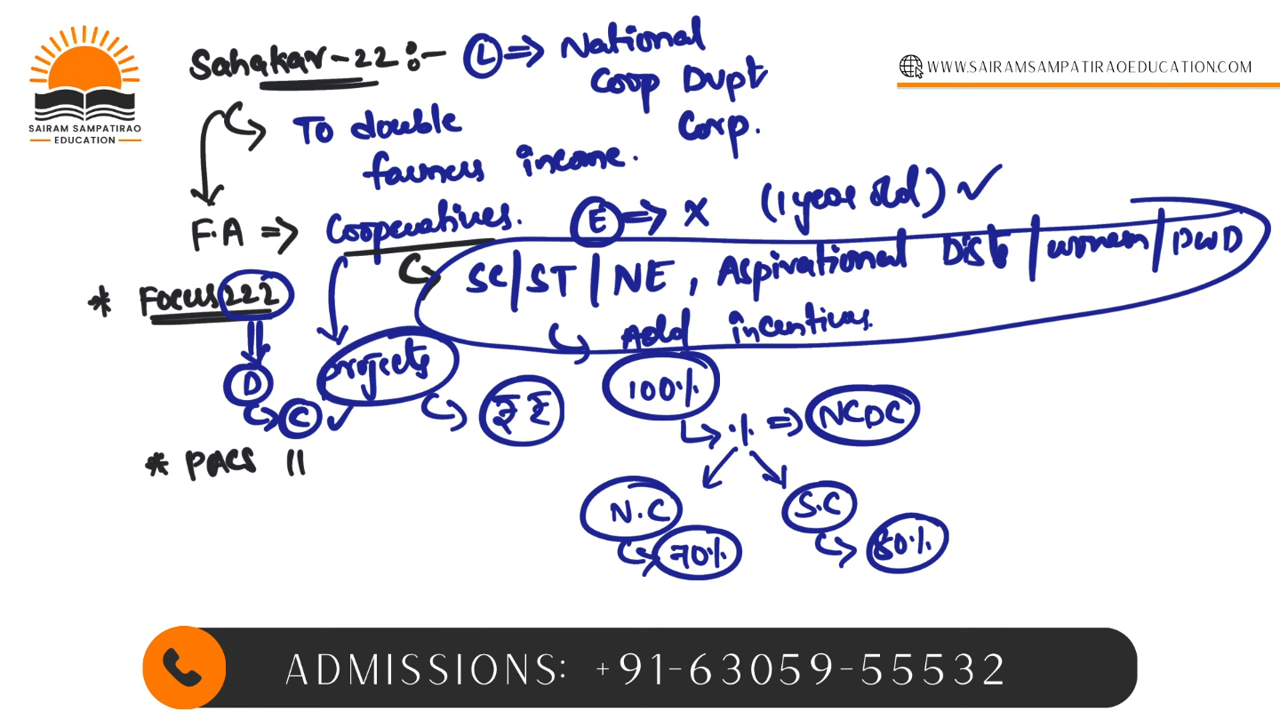 SAIRAM SAMPATIRAO
EDUCATION
WWW.SAIRAMSAMPATIRAOEDUCATION.COM
Sahakar-22 :- (L) => National
Coop Dvpt
Corp.
To double
farmers income.
F.A => Cooperatives. (E) => X (1 year old) ✓
SC/ST/NE, Aspirational Dist/women/PwD
Add incentives
* Focus 222
D
C ✓
projects
₹ ₹
100%
% => NCDC
N.C
70%
S.C
80%
* PACS ||
ADMISSIONS: +91-63059-55532